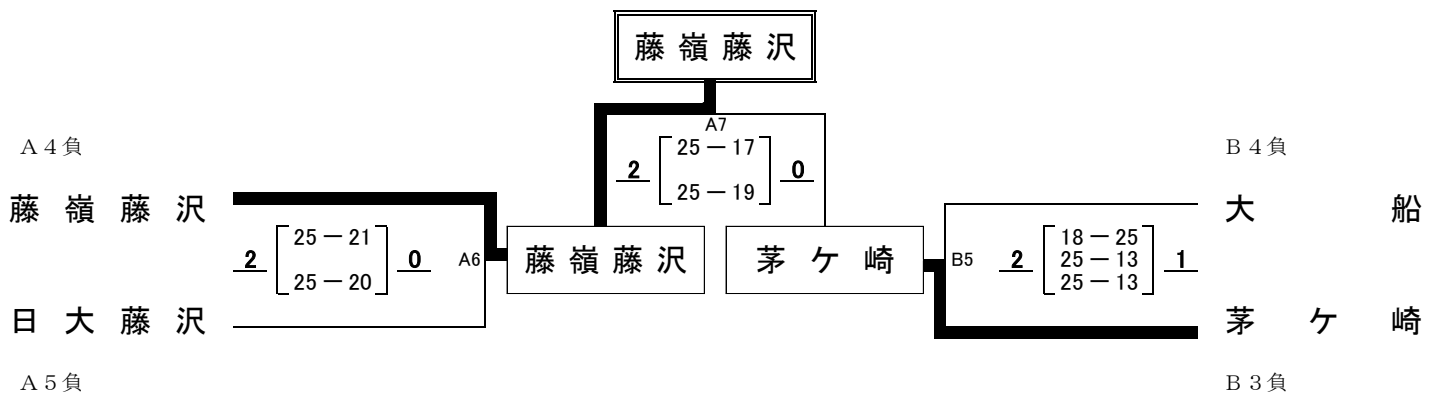 藤嶺藤沢
A7
2 25－17 0
25－19
A４負
藤嶺藤沢
2 25－21 0
25－20
A6
日大藤沢
A５負
藤嶺藤沢
茅ケ崎
B４負
大船
B5
2 18－25 1
25－13
25－13
茅ケ崎
B３負